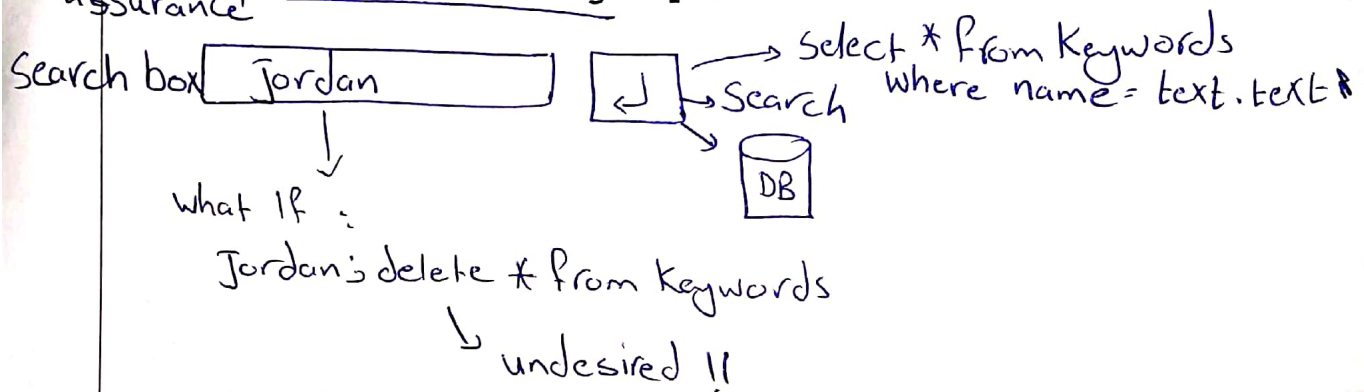 assurance
Search box Jordan ↵ → Select * from Keywords
→ Search where name = text.text
DB
what If :
Jordan; delete * from Keywords
undesired !!